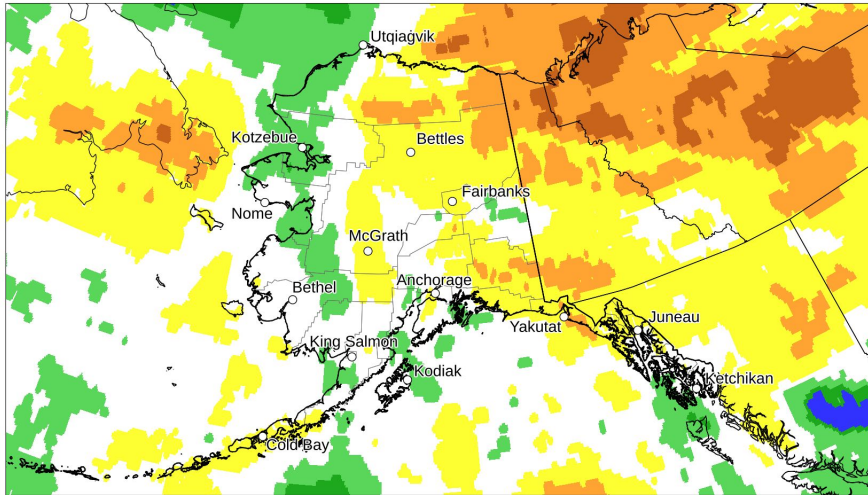 Utqiaġvik
Kotzebue
Bettles
Fairbanks
Nome
McGrath
Anchorage
Bethel
Yakutat
Juneau
King Salmon
Kodiak
Ketchikan
Cold Bay